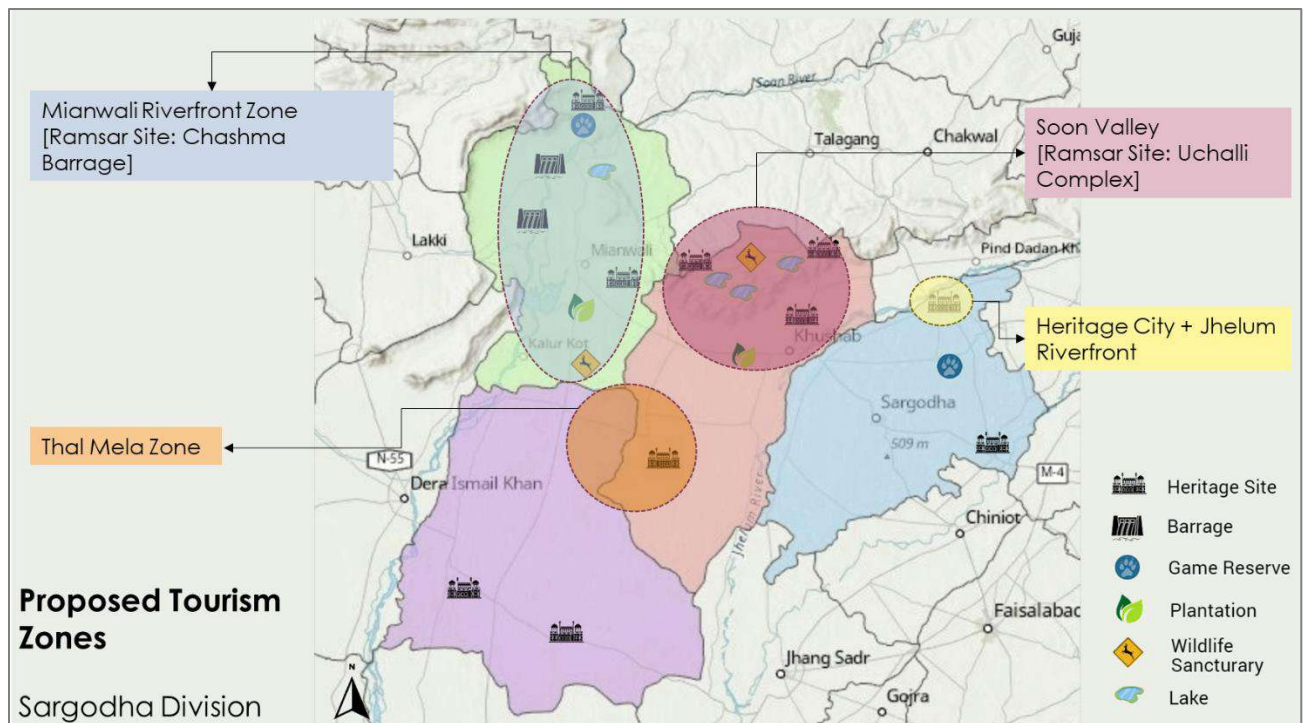 Mianwali Riverfront Zone
[Ramsar Site: Chashma
Barrage]
Soon Valley
[Ramsar Site: Uchalli
Complex]
Heritage City + Jhelum
Riverfront
Thal Mela Zone
Guja
Soan River
Talagang
Chakwal
Lakki
Mianwali
Pind Dadan Kh
Kalur Kot
Khushab
Sargodha
509 m
N-55
Dera Ismail Khan
M-4
Jhelum River
Chiniot
Faisalabad
Jhang Sadr
Gojra
Heritage Site
Barrage
Game Reserve
Plantation
Wildlife
Sancturary
Lake
Proposed Tourism
Zones
Sargodha Division
N